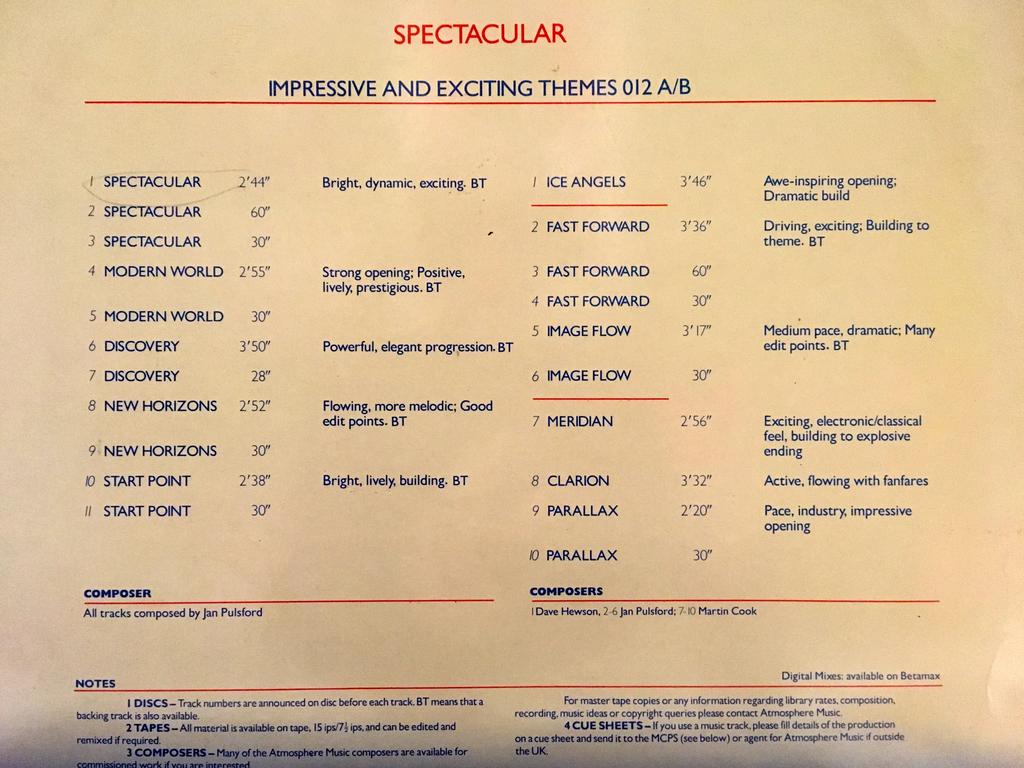 SPECTACULAR
IMPRESSIVE AND EXCITING THEMES 012 A/B
1 SPECTACULAR 2'44" Bright, dynamic, exciting. BT
2 SPECTACULAR 60"
3 SPECTACULAR 30"
4 MODERN WORLD 2'55" Strong opening; Positive,
lively, prestigious. BT
5 MODERN WORLD 30"
6 DISCOVERY 3'50" Powerful, elegant progression. BT
7 DISCOVERY 28"
8 NEW HORIZONS 2'52" Flowing, more melodic; Good
edit points. BT
9 NEW HORIZONS 30"
10 START POINT 2'38" Bright, lively, building. BT
11 START POINT 30"
COMPOSER
All tracks composed by Jan Pulsford
1 ICE ANGELS 3'46" Awe-inspiring opening;
Dramatic build
2 FAST FORWARD 3'36" Driving, exciting; Building to
theme. BT
3 FAST FORWARD 60"
4 FAST FORWARD 30"
5 IMAGE FLOW 3'17" Medium pace, dramatic; Many
edit points. BT
6 IMAGE FLOW 30"
7 MERIDIAN 2'56" Exciting, electronic/classical
feel, building to explosive
ending
8 CLARION 3'32" Active, flowing with fanfares
9 PARALLAX 2'20" Pace, industry, impressive
opening
10 PARALLAX 30"
COMPOSERS
1 Dave Hewson, 2-6 Jan Pulsford; 7-10 Martin Cook
Digital Mixes: available on Betamax
NOTES
1 DISCS – Track numbers are announced on disc before each track. BT means that a
backing track is also available.
2 TAPES – All material is available on tape, 15 ips/7½ ips, and can be edited and
remixed if required.
3 COMPOSERS – Many of the Atmosphere Music composers are available for
commissioned work if you are interested.
For master tape copies or any information regarding library rates, composition,
recording, music ideas or copyright queries please contact Atmosphere Music.
4 CUE SHEETS – If you use a music track, please fill details of the production
on a cue sheet and send it to the MCPS (see below) or agent for Atmosphere Music if outside
the UK.